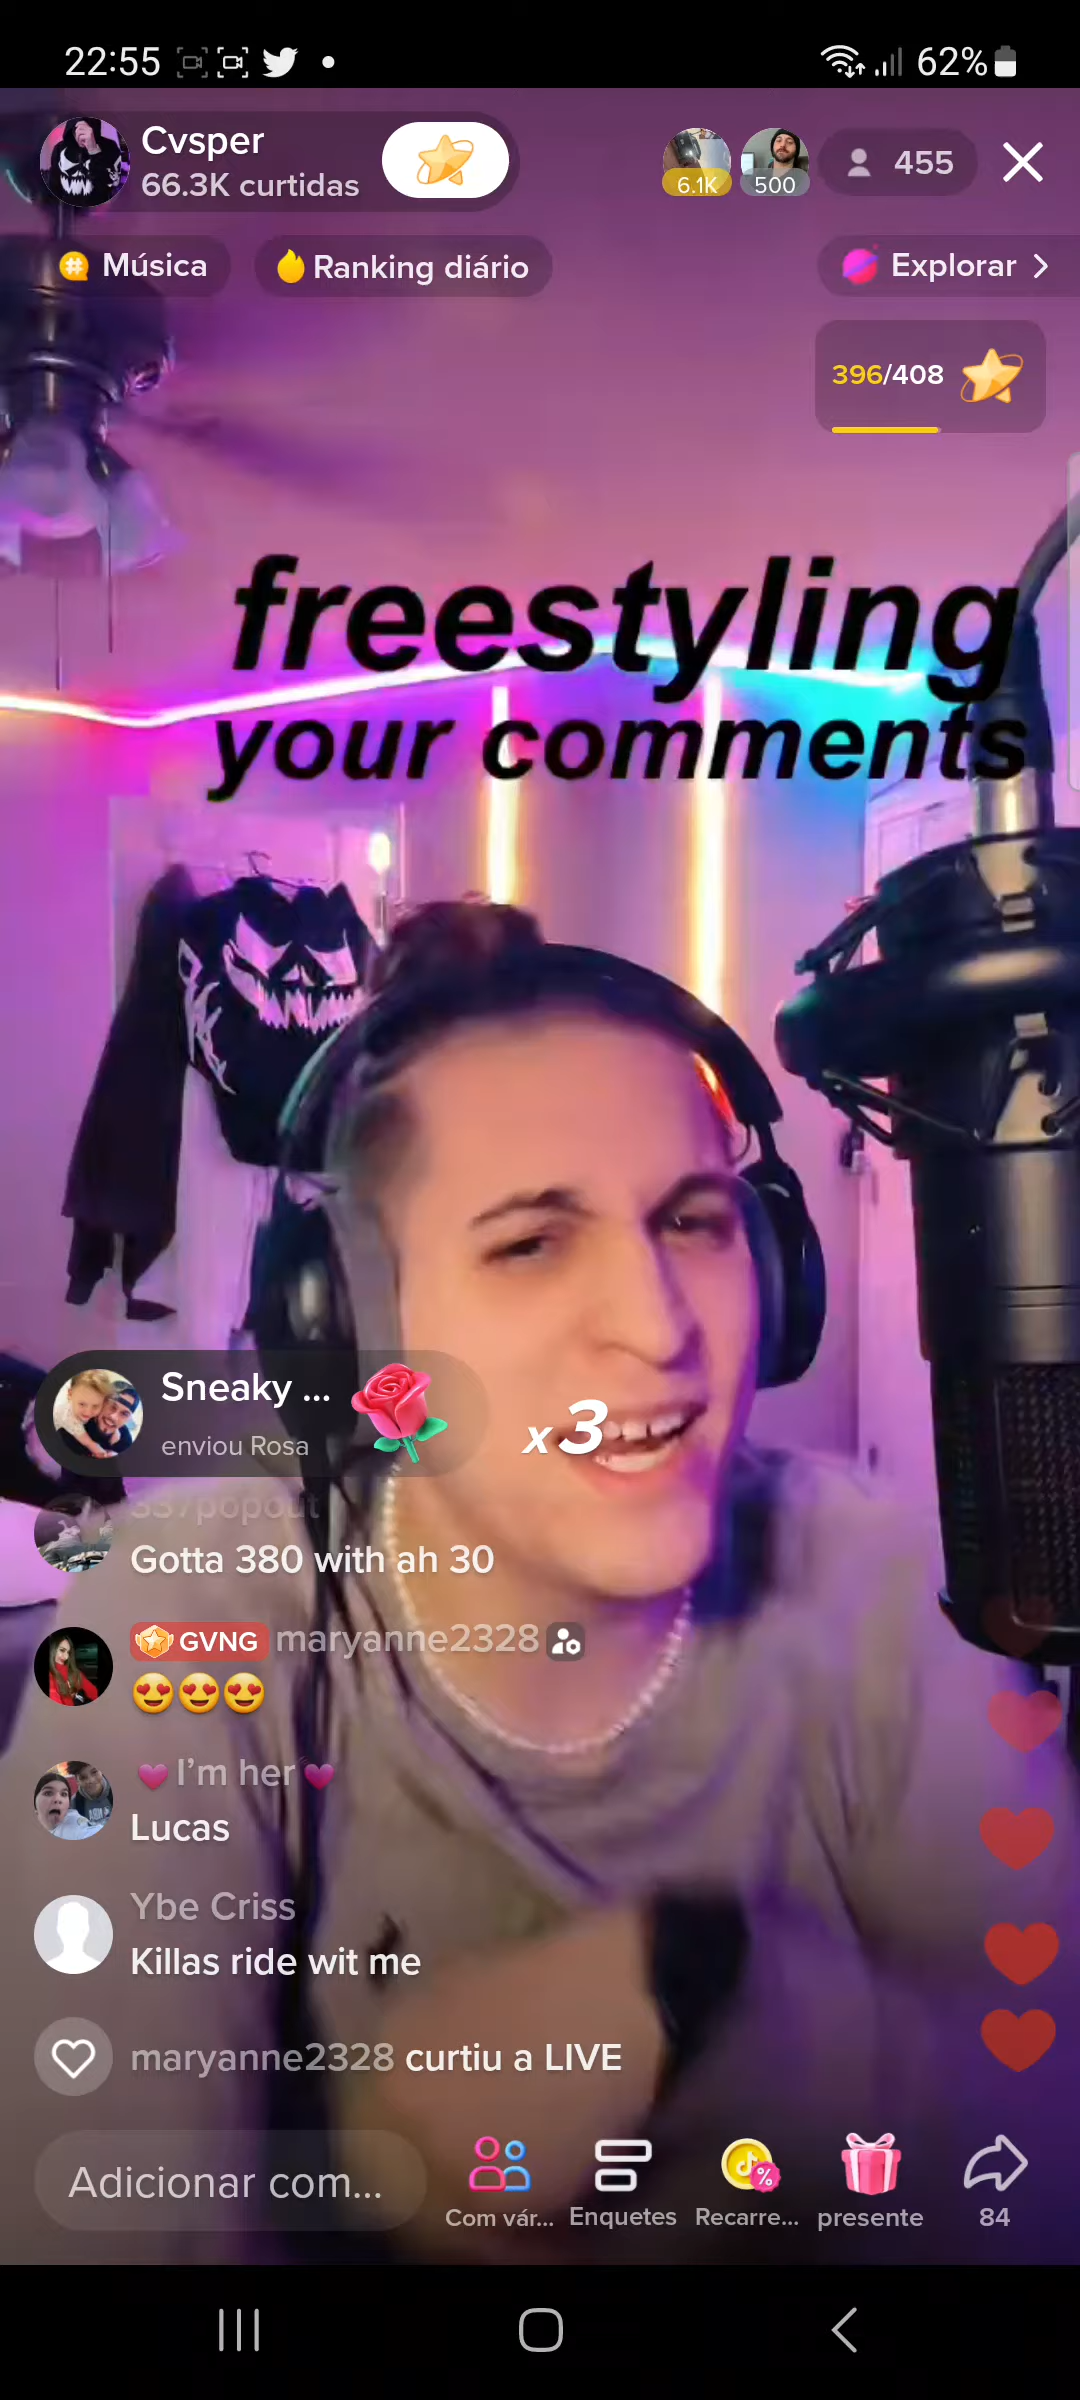 22:55
62%
Cvsper
66.3K curtidas
6.1K
500
455
Música
Ranking diário
Explorar
396/408
freestyling
your comments
Sneaky ...
enviou Rosa
x3
337popout
Gotta 380 with ah 30
GVNG maryanne2328
😍😍😍
💗I'm her💗
Lucas
Ybe Criss
Killas ride wit me
maryanne2328 curtiu a LIVE
Adicionar com...
Com vár...
Enquetes
Recarre...
presente
84